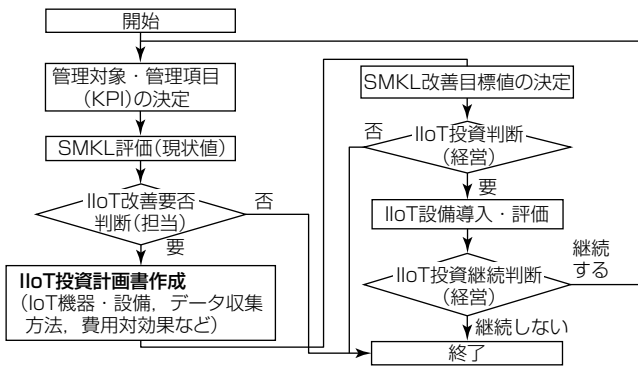 開始
管理対象・管理項目
(KPI)の決定
SMKL評価(現状値)
IIoT改善要否
判断(担当)
否
要
IIoT投資計画書作成
(IoT機器・設備，データ収集
方法，費用対効果など)
SMKL改善目標値の決定
否
IIoT投資判断
(経営)
要
IIoT設備導入・評価
IIoT投資継続判断
(経営)
継続
する
継続しない
終了